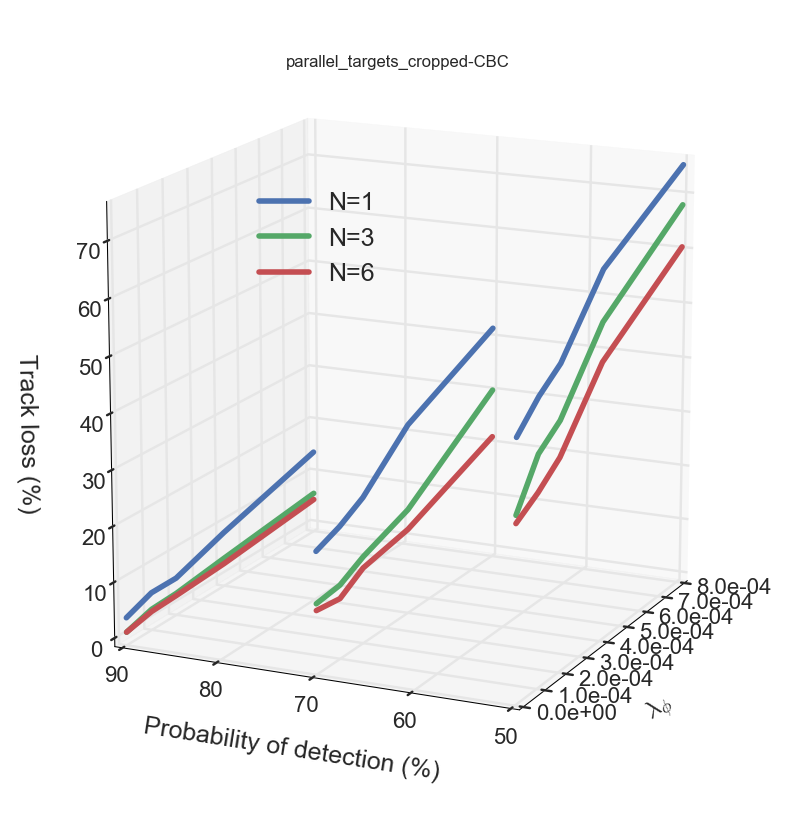 parallel_targets_cropped-CBC
N=1
N=3
N=6
Track loss (%)
70
60
50
40
30
20
10
0
90
80
70
60
50
Probability of detection (%)
8.0e-04
7.0e-04
6.0e-04
5.0e-04
4.0e-04
3.0e-04
2.0e-04
1.0e-04
0.0e+00
λϕ